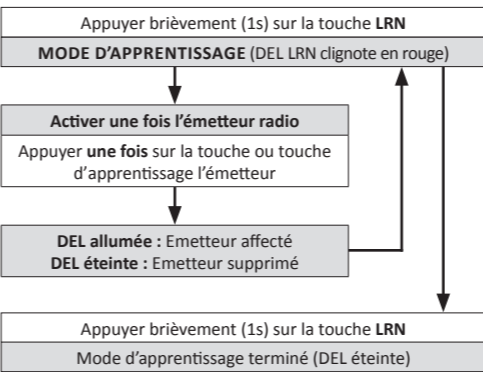 Appuyer brièvement (1s) sur la touche LRN
MODE D'APPRENTISSAGE (DEL LRN clignote en rouge)
Activer une fois l'émetteur radio
Appuyer une fois sur la touche ou touche
d'apprentissage l'émetteur
DEL allumée : Emetteur affecté
DEL éteinte : Emetteur supprimé
Appuyer brièvement (1s) sur la touche LRN
Mode d'apprentissage terminé (DEL éteinte)